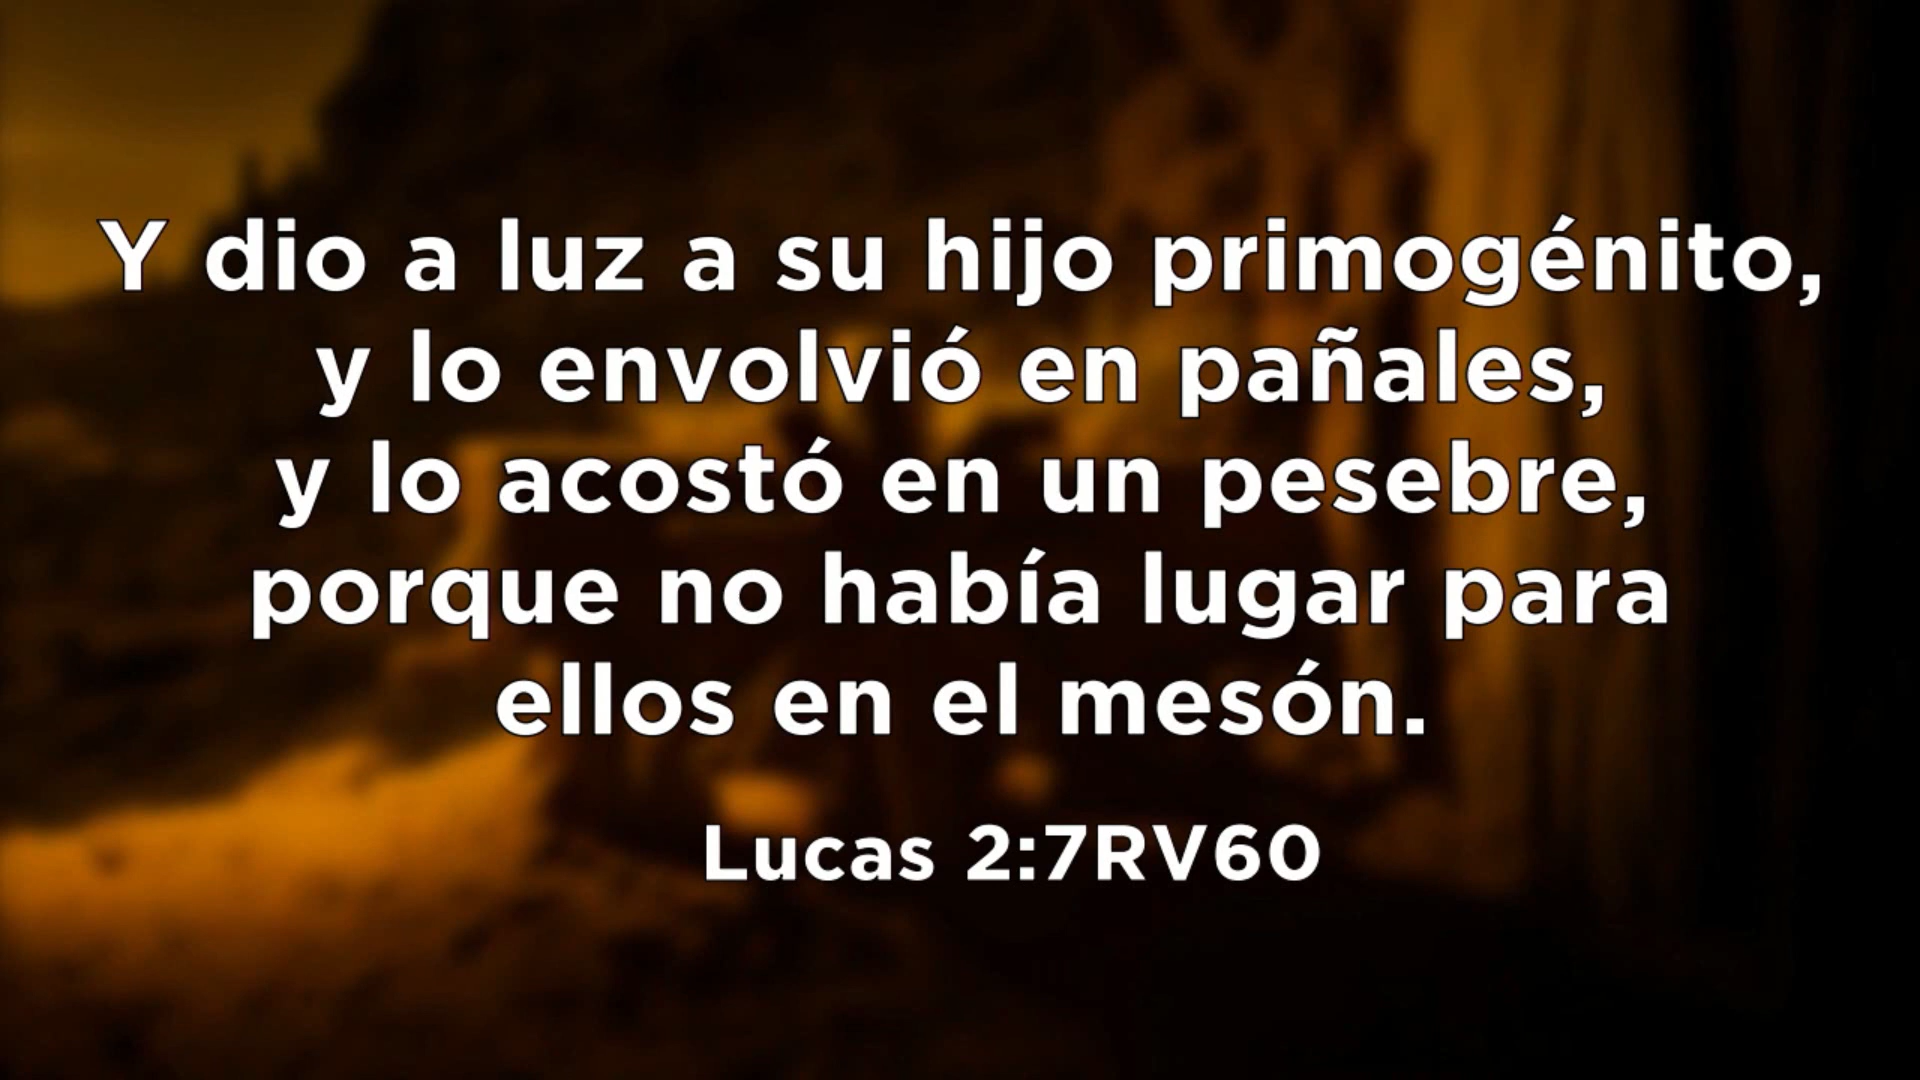 Y dio a luz a su hijo primogénito,
y lo envolvió en pañales,
y lo acostó en un pesebre,
porque no había lugar para
ellos en el mesón.
Lucas 2:7RV60